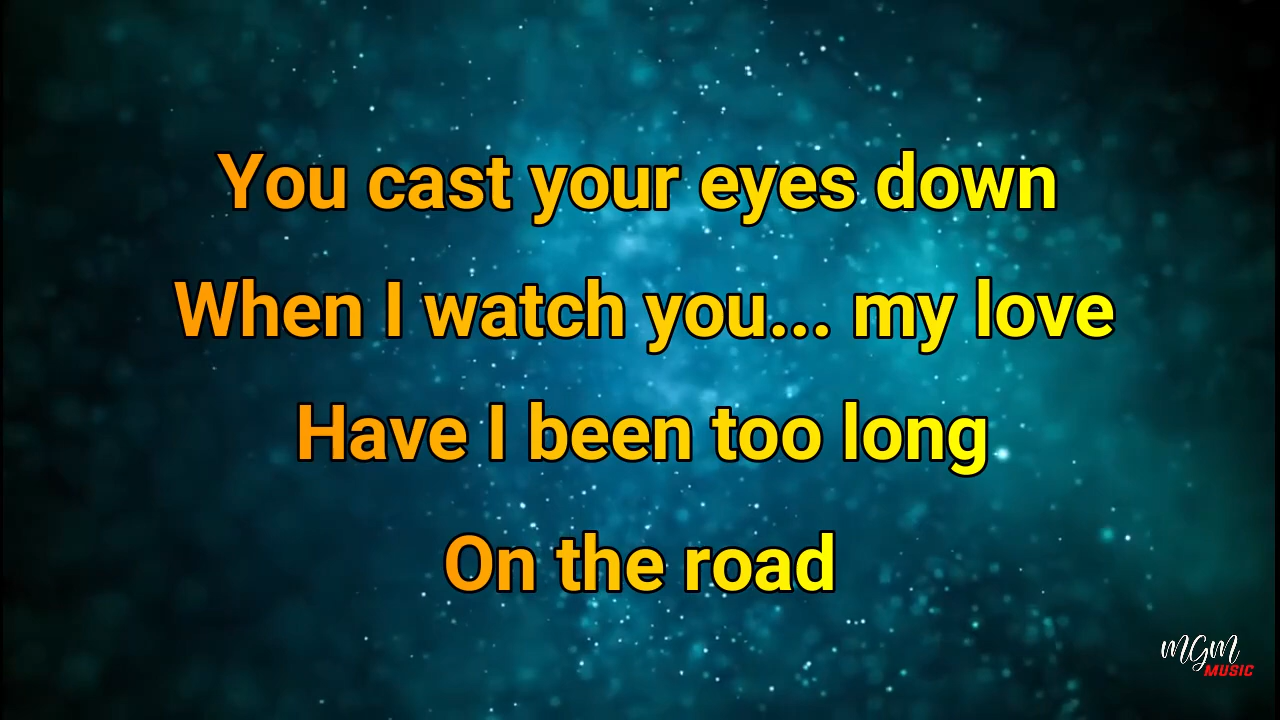 You cast your eyes down
When I watch you... my love
Have I been too long
On the road
MGM
MUSIC